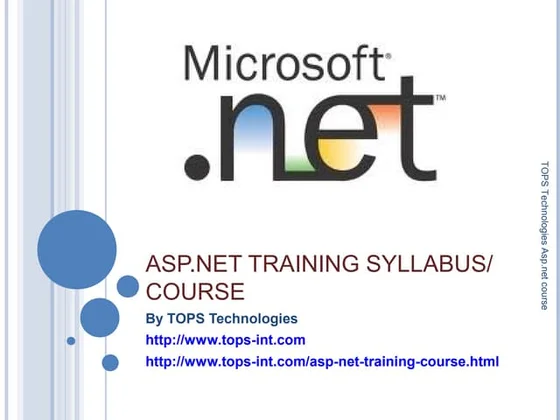 Microsoft®
.net™
TOPS Technologies Asp.net course
ASP.NET TRAINING SYLLABUS/
COURSE
By TOPS Technologies
http://www.tops-int.com
http://www.tops-int.com/asp-net-training-course.html